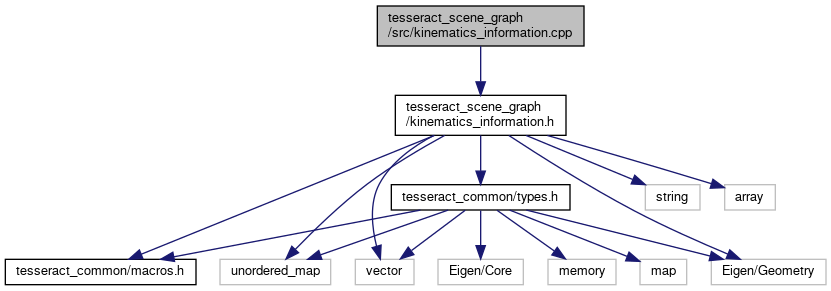 tesseract_scene_graph
/src/kinematics_information.cpp
tesseract_scene_graph
/kinematics_information.h
tesseract_common/types.h
string
array
tesseract_common/macros.h
unordered_map
vector
Eigen/Core
memory
map
Eigen/Geometry